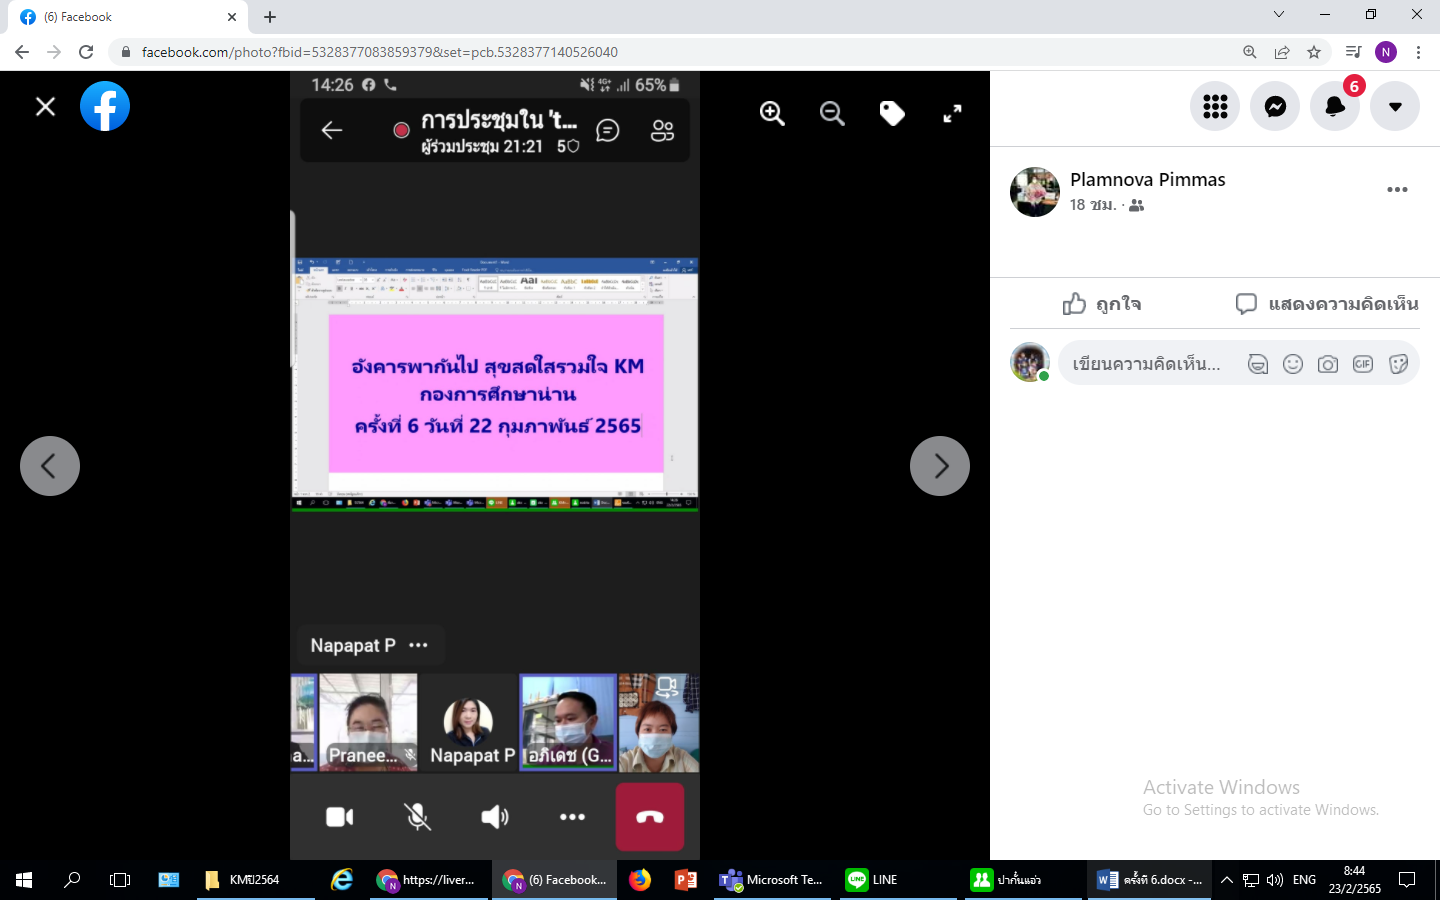 (6) Facebook
facebook.com/photo?fbid=5328377083859379&set=pcb.5328377140526040
N
14:26
4G+
65%
การประชุมใน 't...
ผู้ร่วมประชุม 21:21 5
6
Plamnova Pimmas
18 ชม. ·
ถูกใจ
แสดงความคิดเห็น
เขียนความคิดเห็น...
GIF
อังคารพากันไป สุขสดใสรวมใจ KM
กองการศึกษาน่าน
ครั้งที่ 6 วันที่ 22 กุมภาพันธ์ 2565
Napapat P
a...
Pranee...
Napapat P
อภิเดช (G...
Activate Windows
Go to Settings to activate Windows.
KMปี2564
https://liver...
(6) Facebook...
Microsoft Te...
LINE
ปากั๋นแอ่ว
ครั้งที่ 6.docx -...
ENG
8:44
23/2/2565